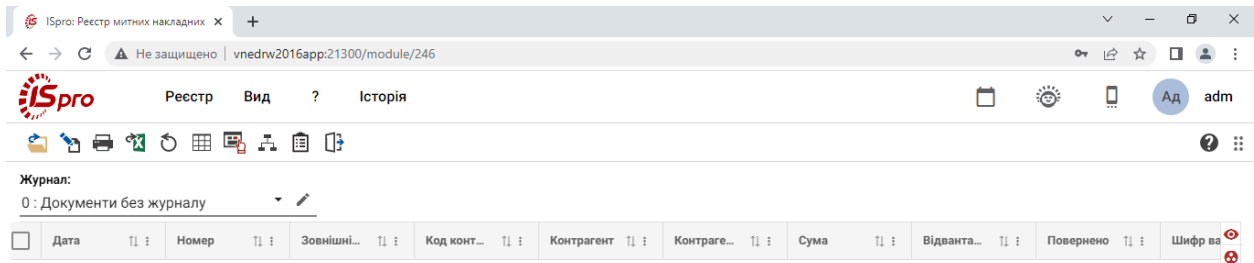 ISpro: Реєстр митних накладних
Не защищено | vnedrw2016app:21300/module/246
ISpro Реєстр Вид ? Історія Ад adm
Журнал:
0 : Документи без журналу
Дата Номер Зовнішні... Код конт... Контрагент Контраге... Сума Відванта... Повернено Шифр ва